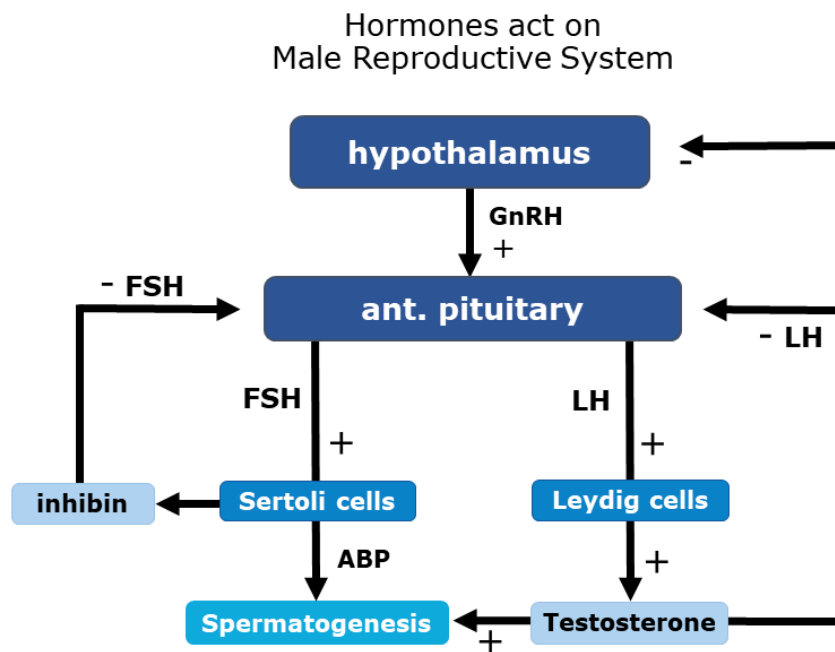 Hormones act on
Male Reproductive System
hypothalamus
-
GnRH
+
- FSH
ant. pituitary
- LH
FSH
LH
+
+
inhibin
Sertoli cells
Leydig cells
ABP
+
Spermatogenesis
+
Testosterone